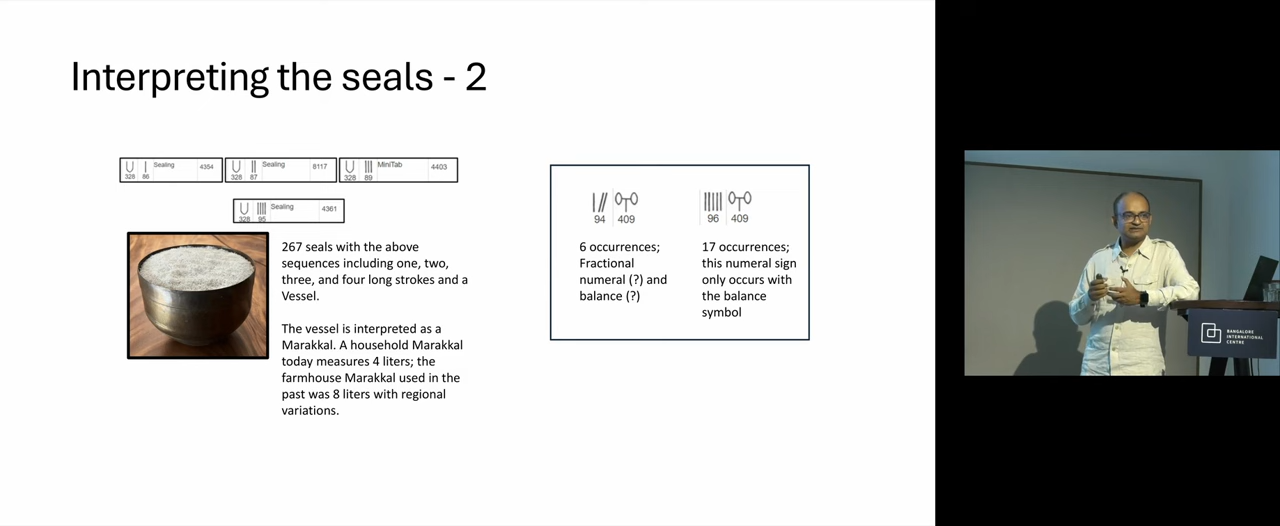 Interpreting the seals - 2
Sealing 4354
328 86
Sealing 8117
328 87
MiniTab 4403
328 89
Sealing 4361
328 95
267 seals with the above
sequences including one, two,
three, and four long strokes and a
Vessel.
The vessel is interpreted as a
Marakkal. A household Marakkal
today measures 4 liters; the
farmhouse Marakkal used in the
past was 8 liters with regional
variations.
94 409
6 occurrences;
Fractional
numeral (?) and
balance (?)
96 409
17 occurrences;
this numeral sign
only occurs with
the balance
symbol
BANGALORE
INTERNATIONAL
CENTRE